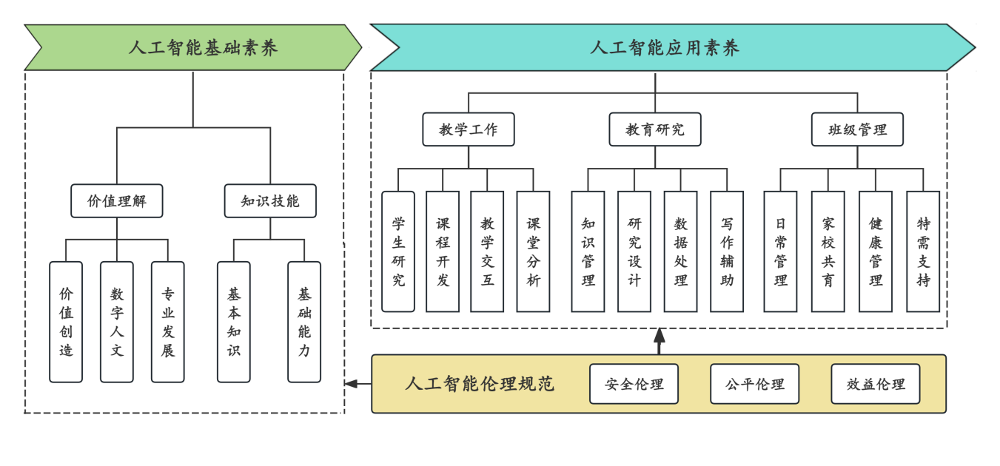 人工智能基础素养
人工智能应用素养
价值理解
知识技能
价值创造
数字人文
专业发展
基本知识
基础能力
教学工作
教育研究
班级管理
学生研究
课程开发
教学交互
课堂分析
知识管理
研究设计
数据处理
写作辅助
日常管理
家校共育
健康管理
特需支持
人工智能伦理规范
安全伦理
公平伦理
效益伦理